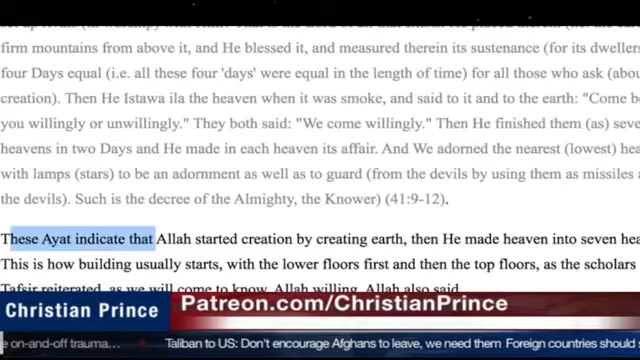 firm mountains from above it, and He blessed it, and measured therein its sustenance (for its dwellers
four Days equal (i.e. all these four 'days' were equal in the length of time) for all those who ask (abou
creation). Then He Istawa ila the heaven when it was smoke, and said to it and to the earth: "Come b
you willingly or unwillingly." They both said: "We come willingly." Then He finished them (as) seve
heavens in two Days and He made in each heaven its affair. And We adorned the nearest (lowest) hea
with lamps (stars) to be an adornment as well as to guard (from the devils by using them as missiles a
the devils). Such is the decree of the Almighty, the Knower) (41:9-12).
These Ayat indicate that Allah started creation by creating earth, then He made heaven into seven hea
This is how building usually starts, with the lower floors first and then the top floors, as the scholars
Tafsir reiterated, as we will come to know, Allah willing. Allah also said
Christian Prince
Patreon.com/ChristianPrince
e on-and-off trauma...
Taliban to US: Don't encourage Afghans to leave, we need them
Foreign countries should